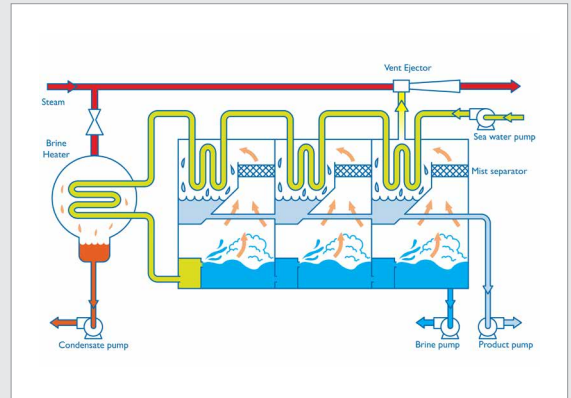 Vent Ejector
Steam
Sea water pump
Brine
Heater
Mist separator
Condensate pump
Brine pump
Product pump